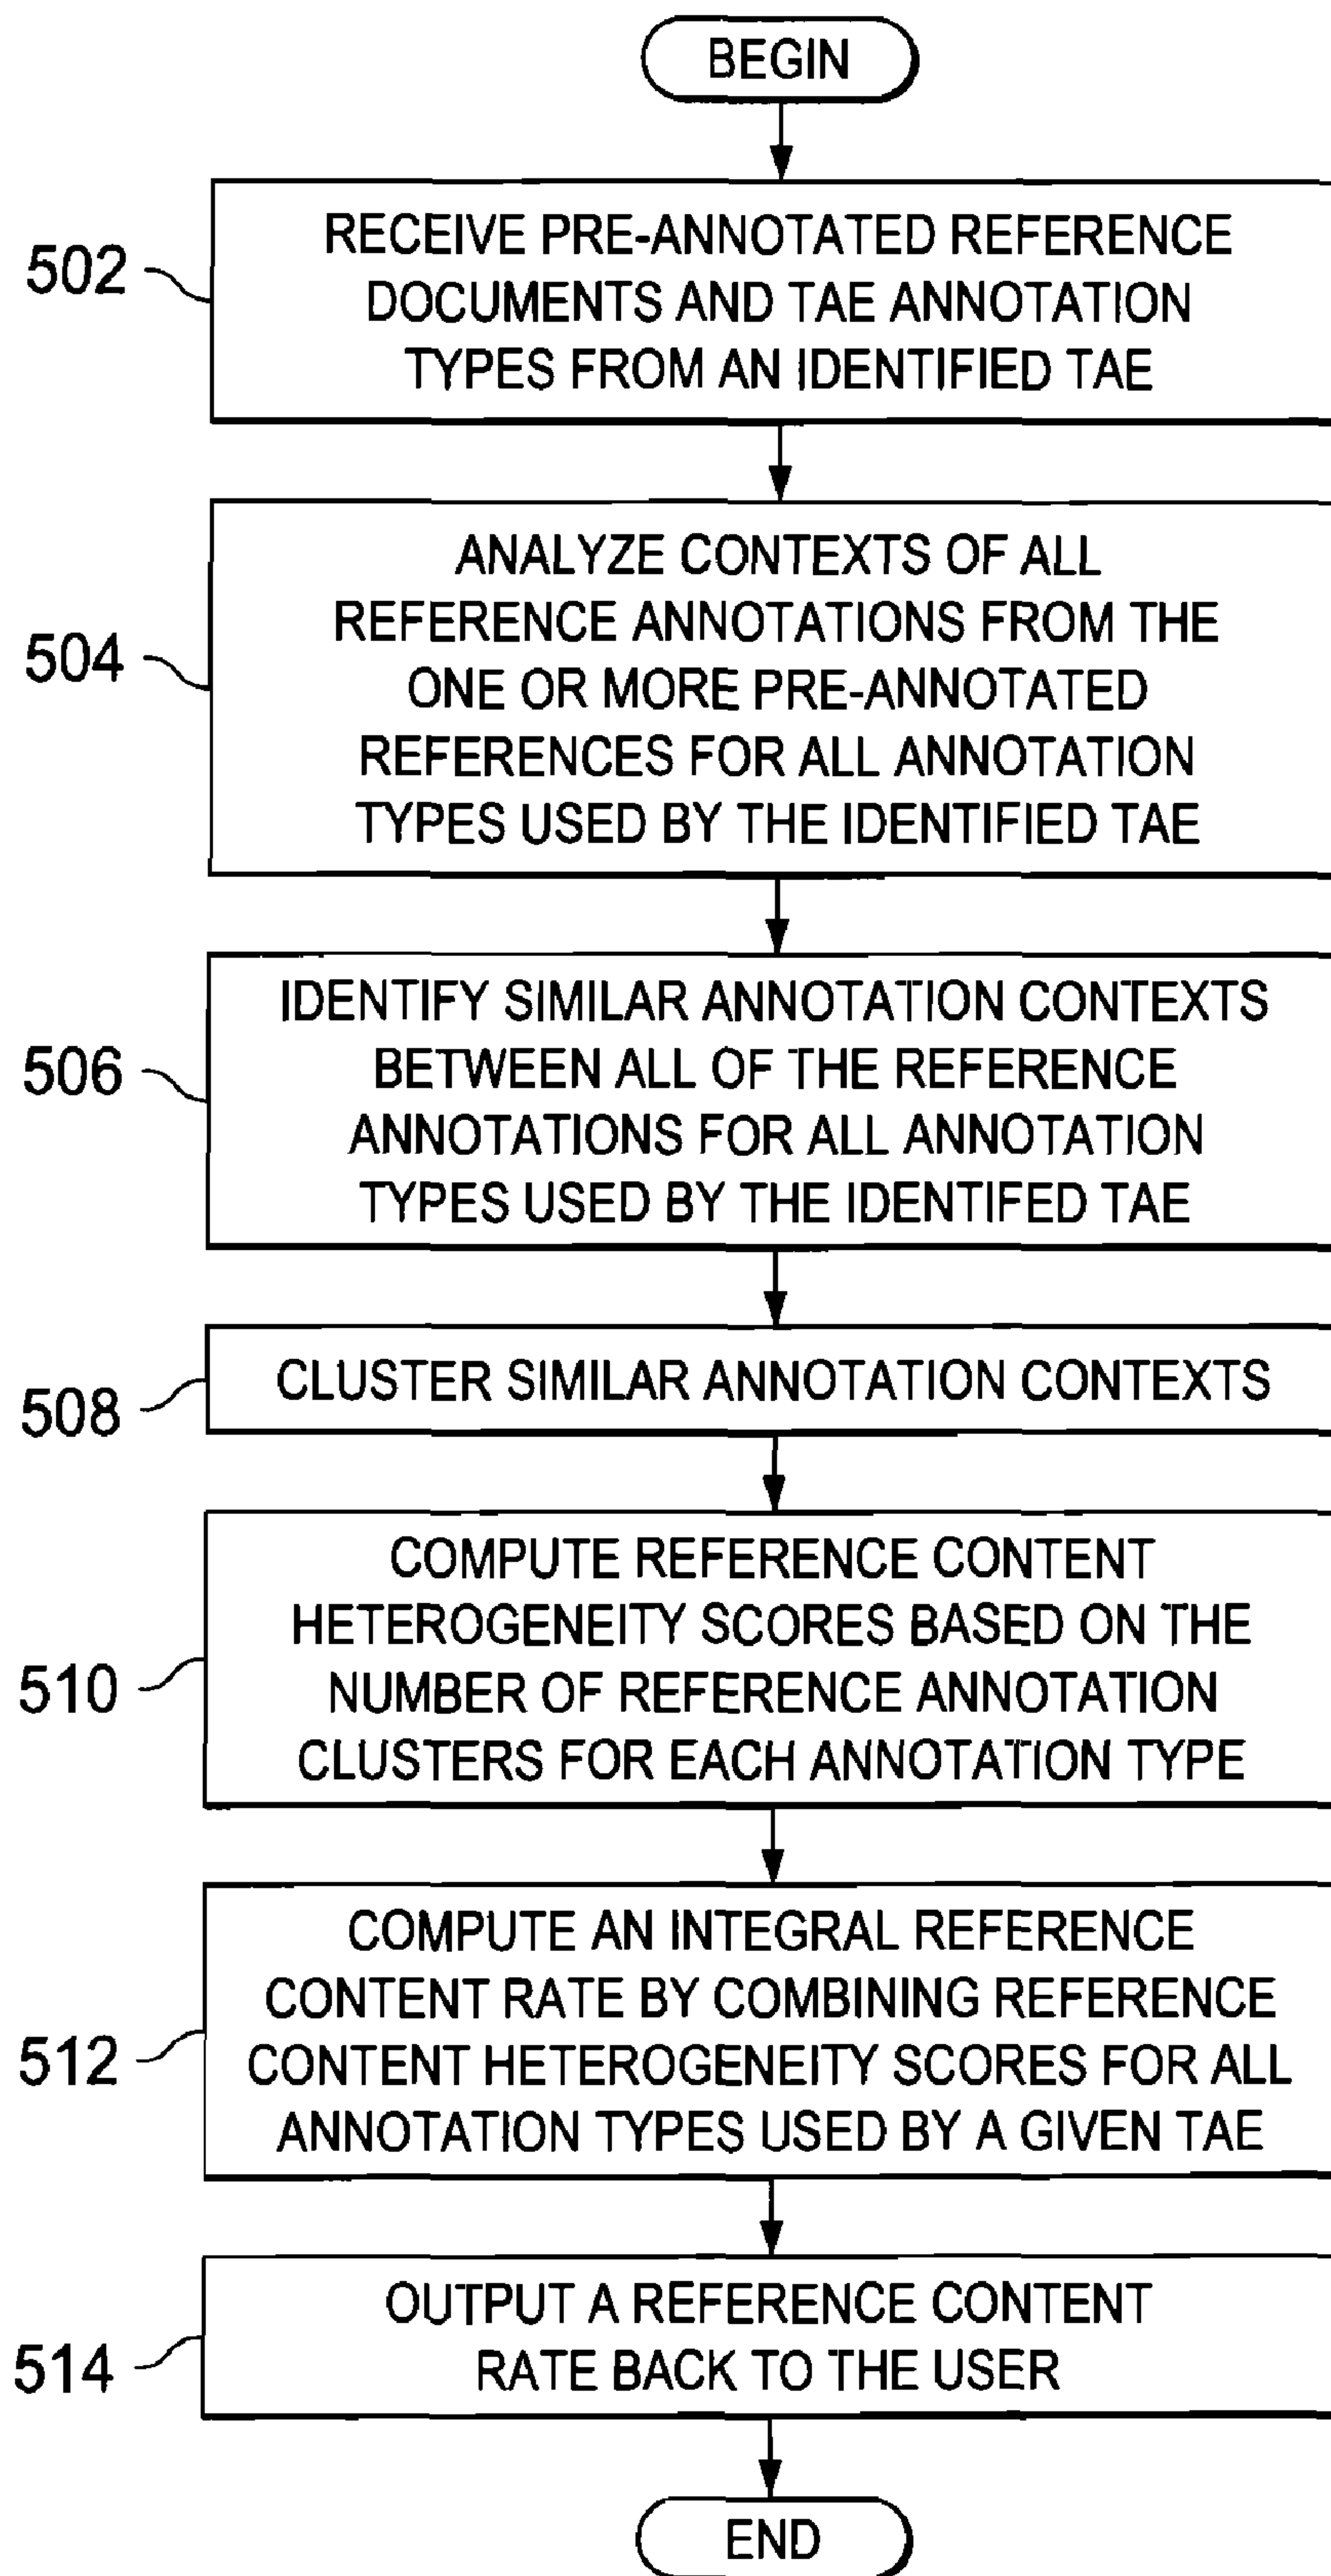 BEGIN
502
RECEIVE PRE-ANNOTATED REFERENCE
DOCUMENTS AND TAE ANNOTATION
TYPES FROM AN IDENTIFIED TAE
504
ANALYZE CONTEXTS OF ALL
REFERENCE ANNOTATIONS FROM THE
ONE OR MORE PRE-ANNOTATED
REFERENCES FOR ALL ANNOTATION
TYPES USED BY THE IDENTIFIED TAE
506
IDENTIFY SIMILAR ANNOTATION CONTEXTS
BETWEEN ALL OF THE REFERENCE
ANNOTATIONS FOR ALL ANNOTATION
TYPES USED BY THE IDENTIFED TAE
508
CLUSTER SIMILAR ANNOTATION CONTEXTS
510
COMPUTE REFERENCE CONTENT
HETEROGENEITY SCORES BASED ON THE
NUMBER OF REFERENCE ANNOTATION
CLUSTERS FOR EACH ANNOTATION TYPE
512
COMPUTE AN INTEGRAL REFERENCE
CONTENT RATE BY COMBINING REFERENCE
CONTENT HETEROGENEITY SCORES FOR ALL
ANNOTATION TYPES USED BY A GIVEN TAE
514
OUTPUT A REFERENCE CONTENT
RATE BACK TO THE USER
END